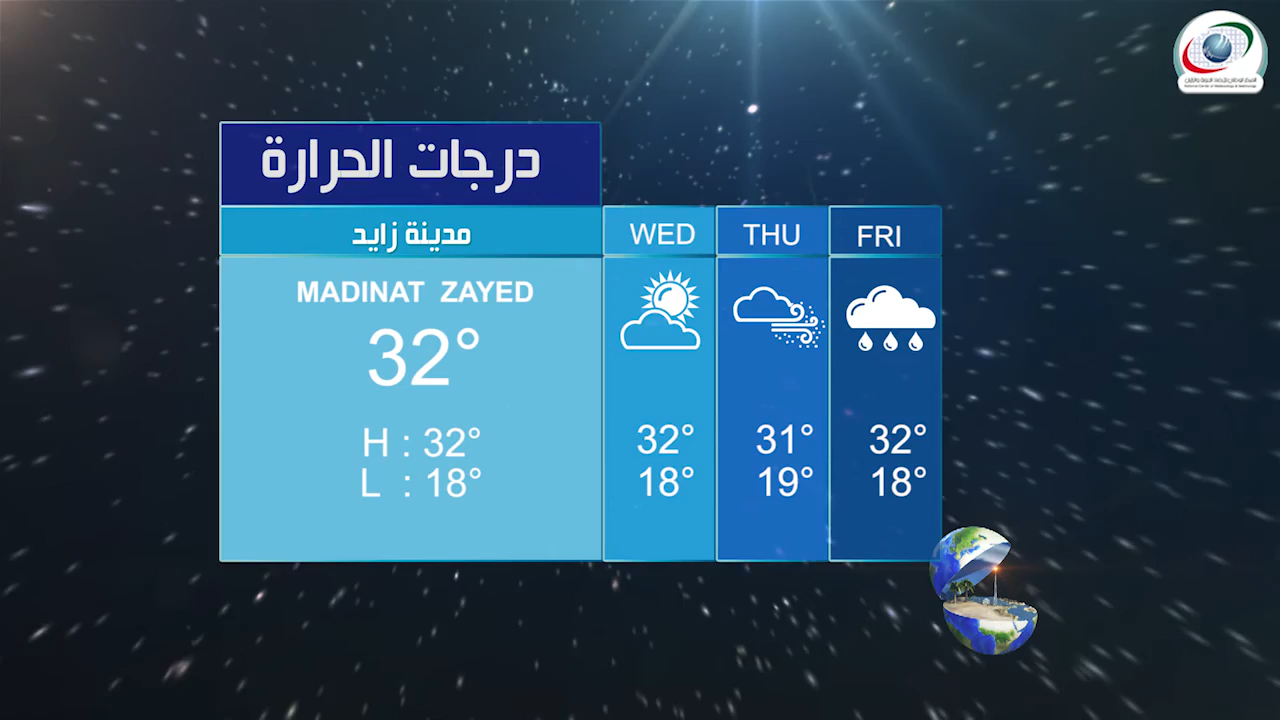 درجات الحرارة
مدينة زايد
WED THU FRI
MADINAT ZAYED
32°
H : 32°
L : 18°
32° 31° 32°
18° 19° 18°